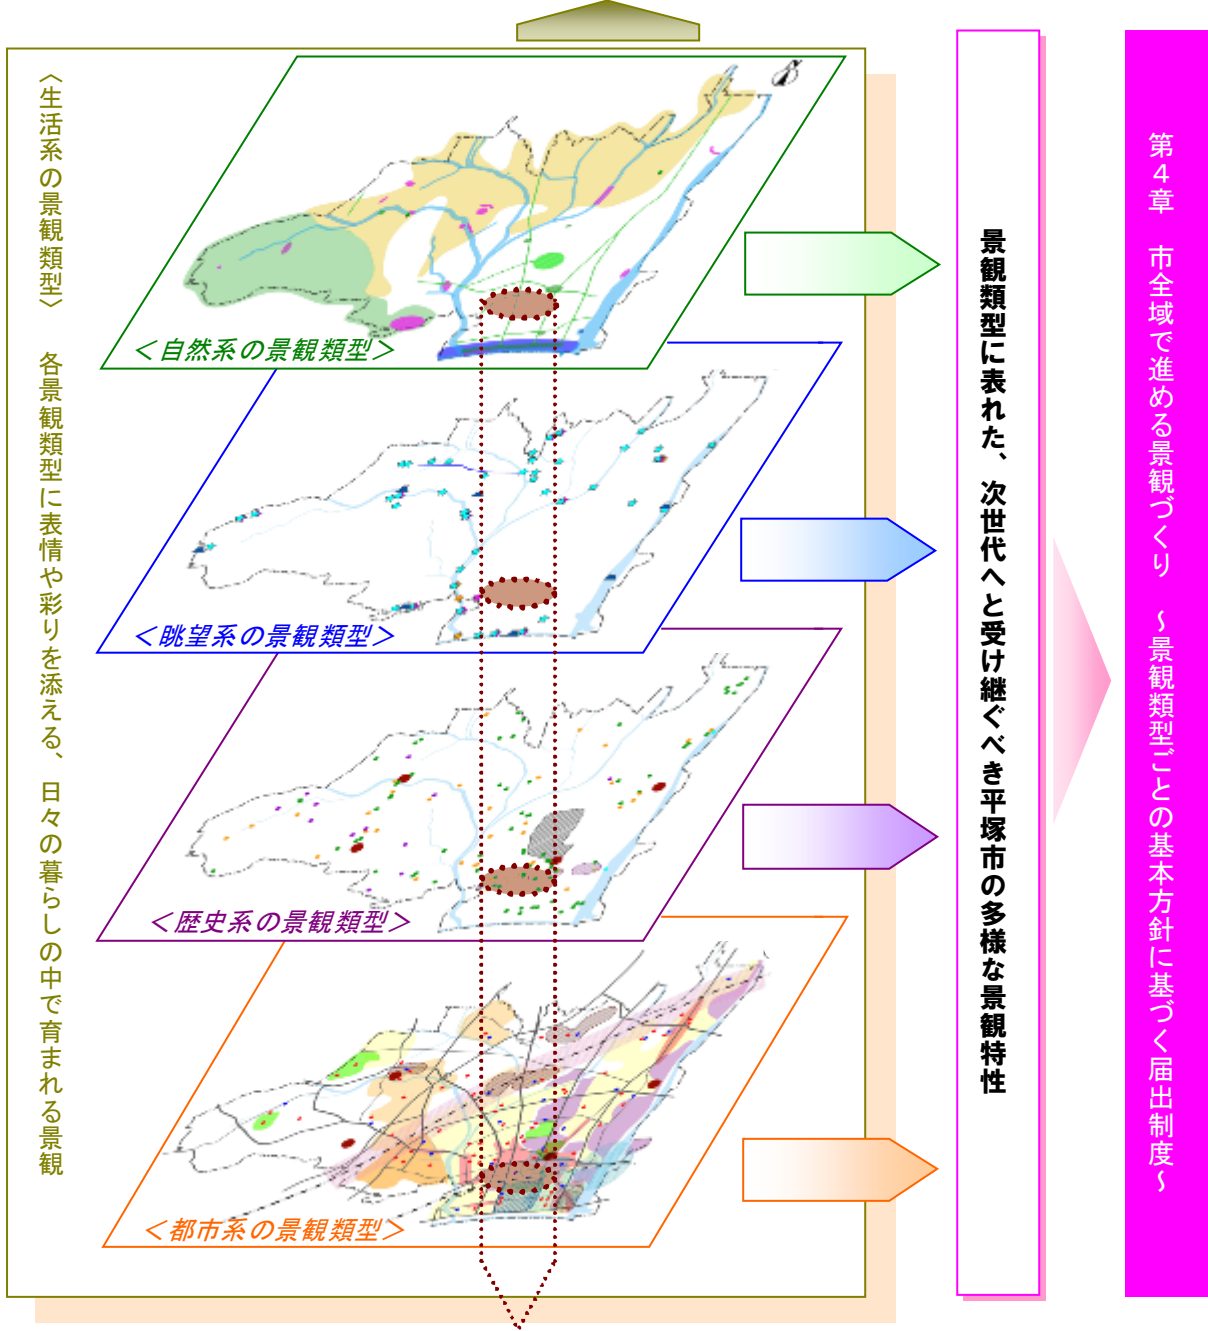 〈生活系の景観類型〉 各景観類型に表情や彩りを添える、日々の暮らしの中で育まれる景観
＜自然系の景観類型＞
＜眺望系の景観類型＞
＜歴史系の景観類型＞
＜都市系の景観類型＞
景観類型に表れた、次世代へと受け継ぐべき平塚市の多様な景観特性
第４章 市全域で進める景観づくり ～景観類型ごとの基本方針に基づく届出制度～